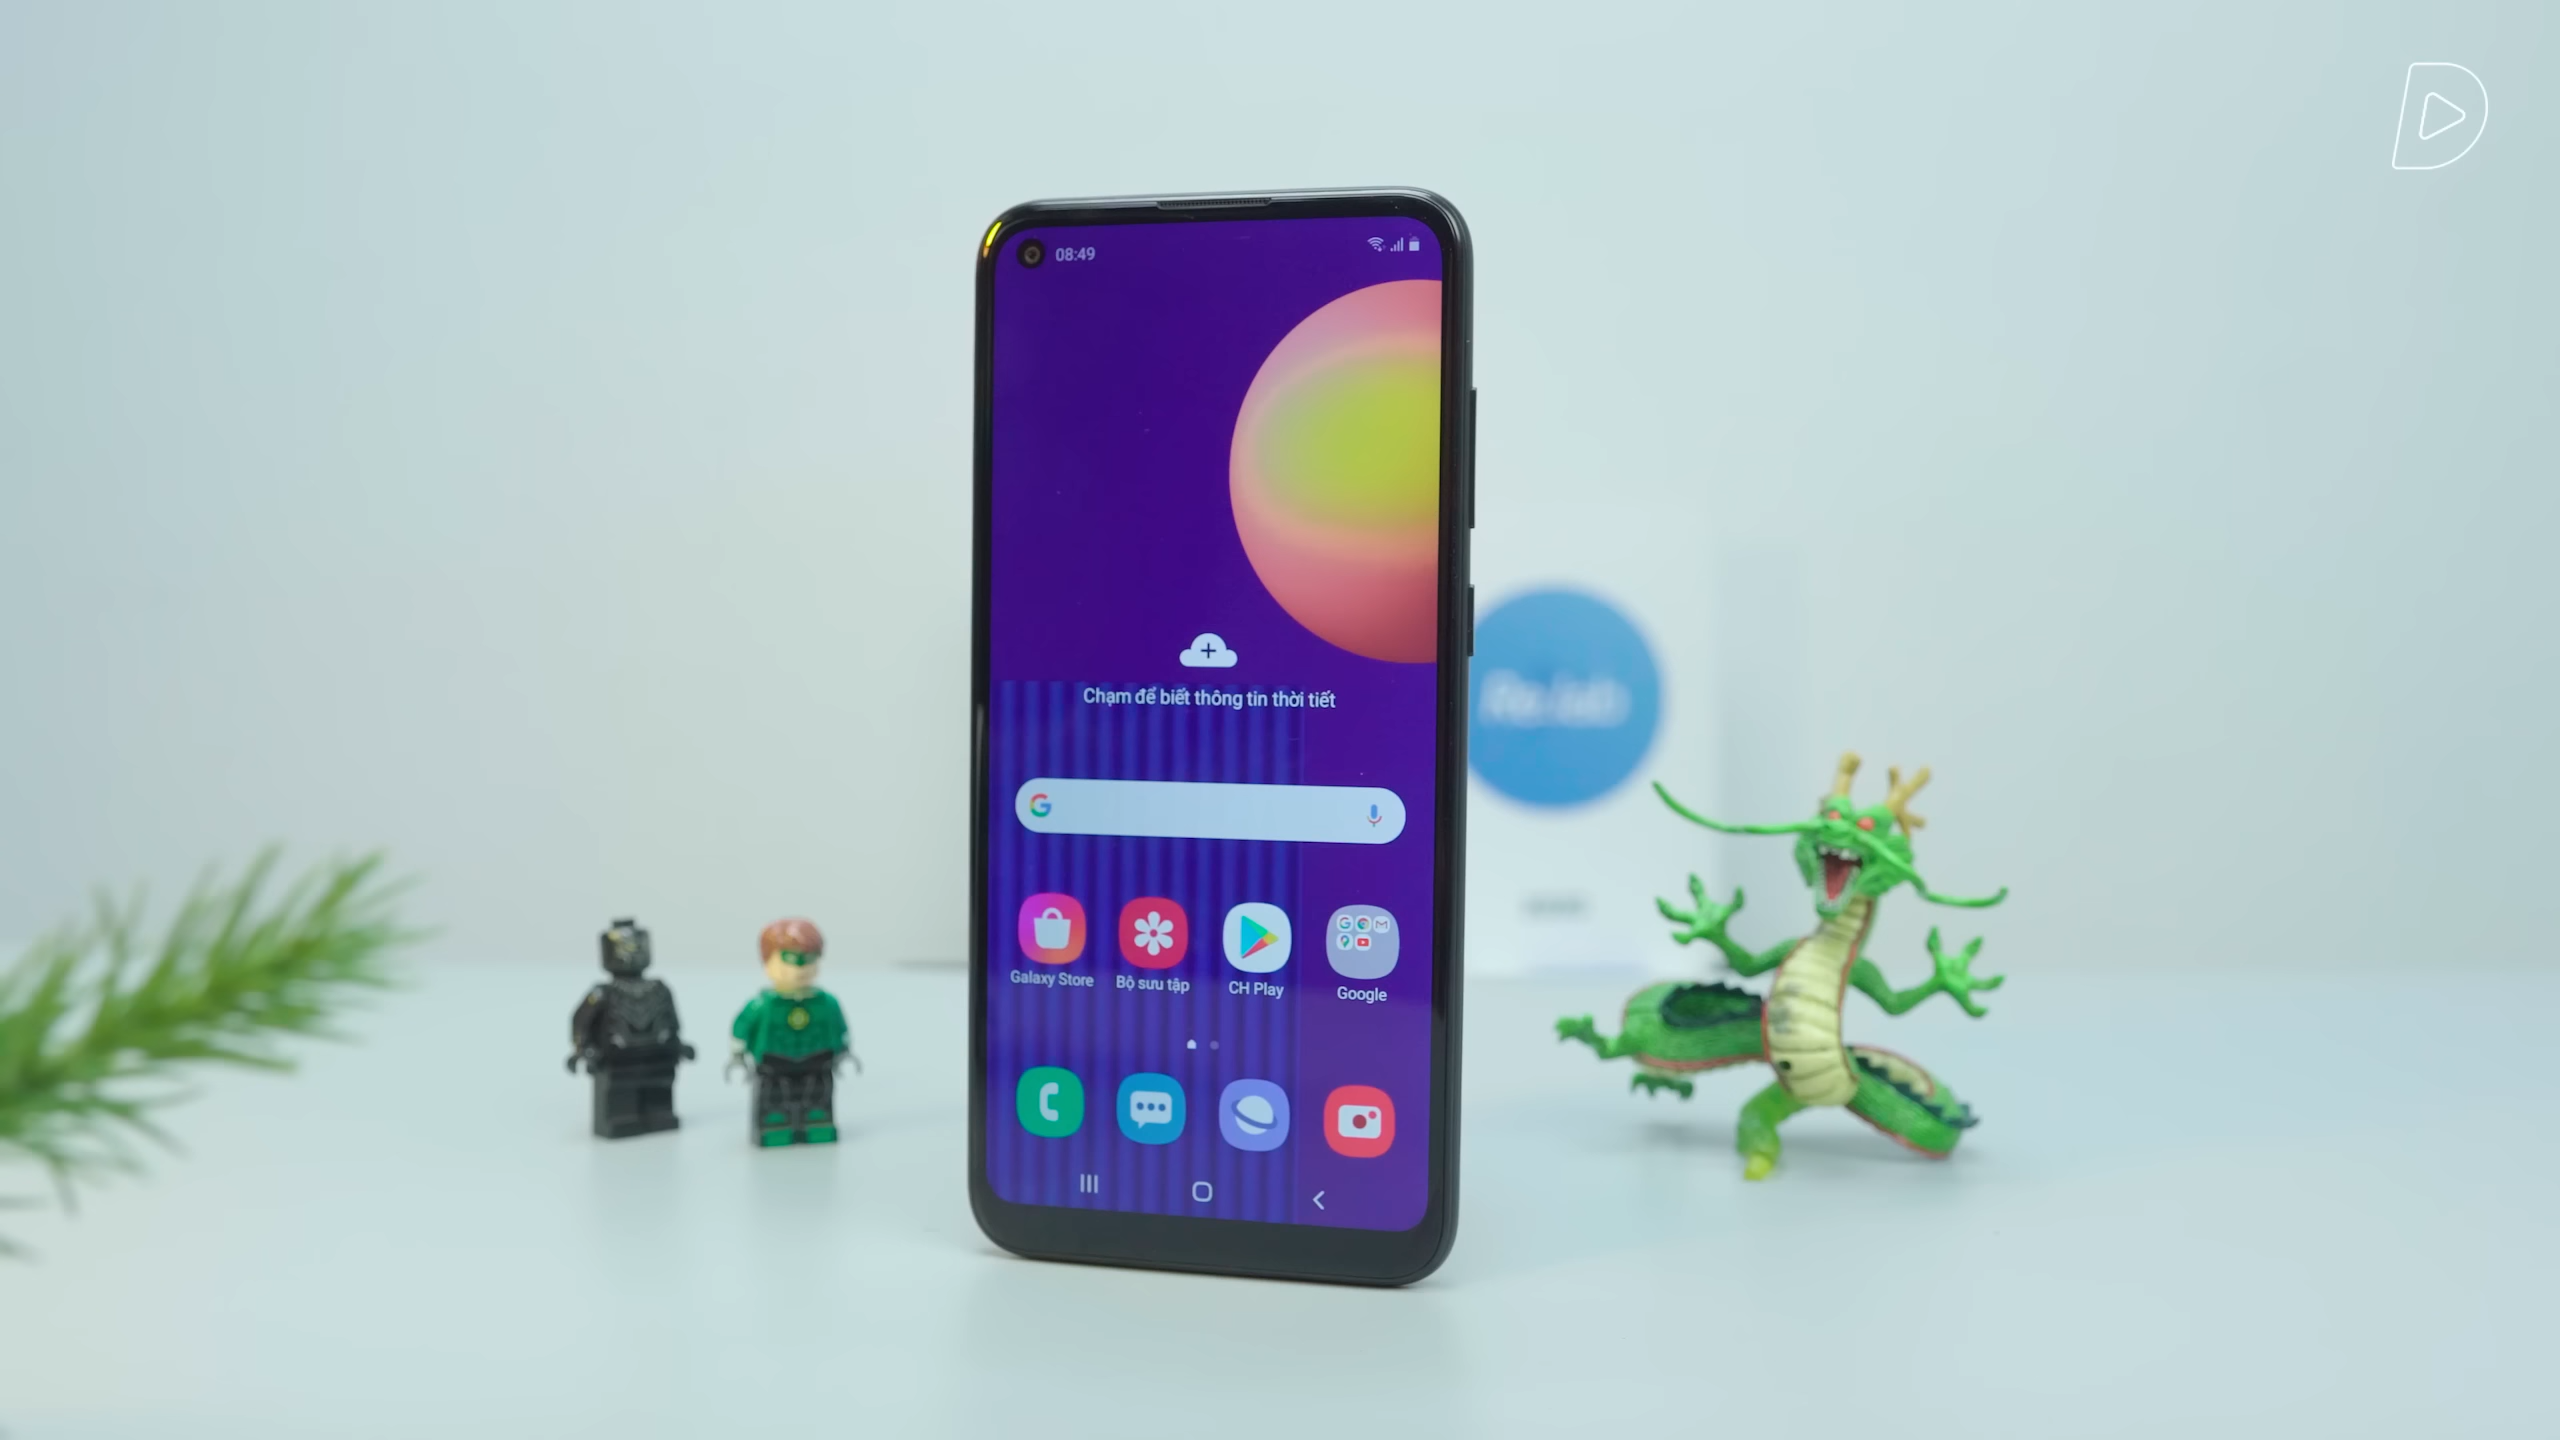 08:49
Chạm để biết thông tin thời tiết
Galaxy Store
Bộ sưu tập
CH Play
Google